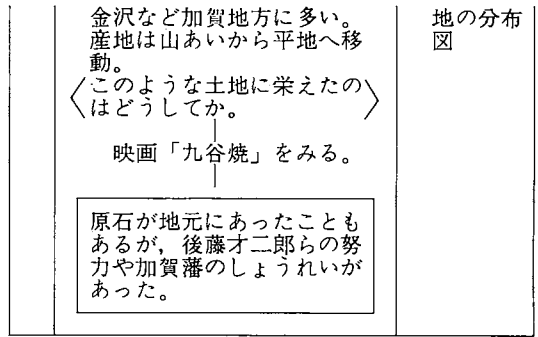 金沢など加賀地方に多い。
産地は山あいから平地へ移
動。
〈このような土地に栄えたの
はどうしてか。〉
映画「九谷焼」をみる。
原石が地元にあったことも
あるが，後藤才二郎らの努
力や加賀藩のしょうれいが
あった。
地の分布
図